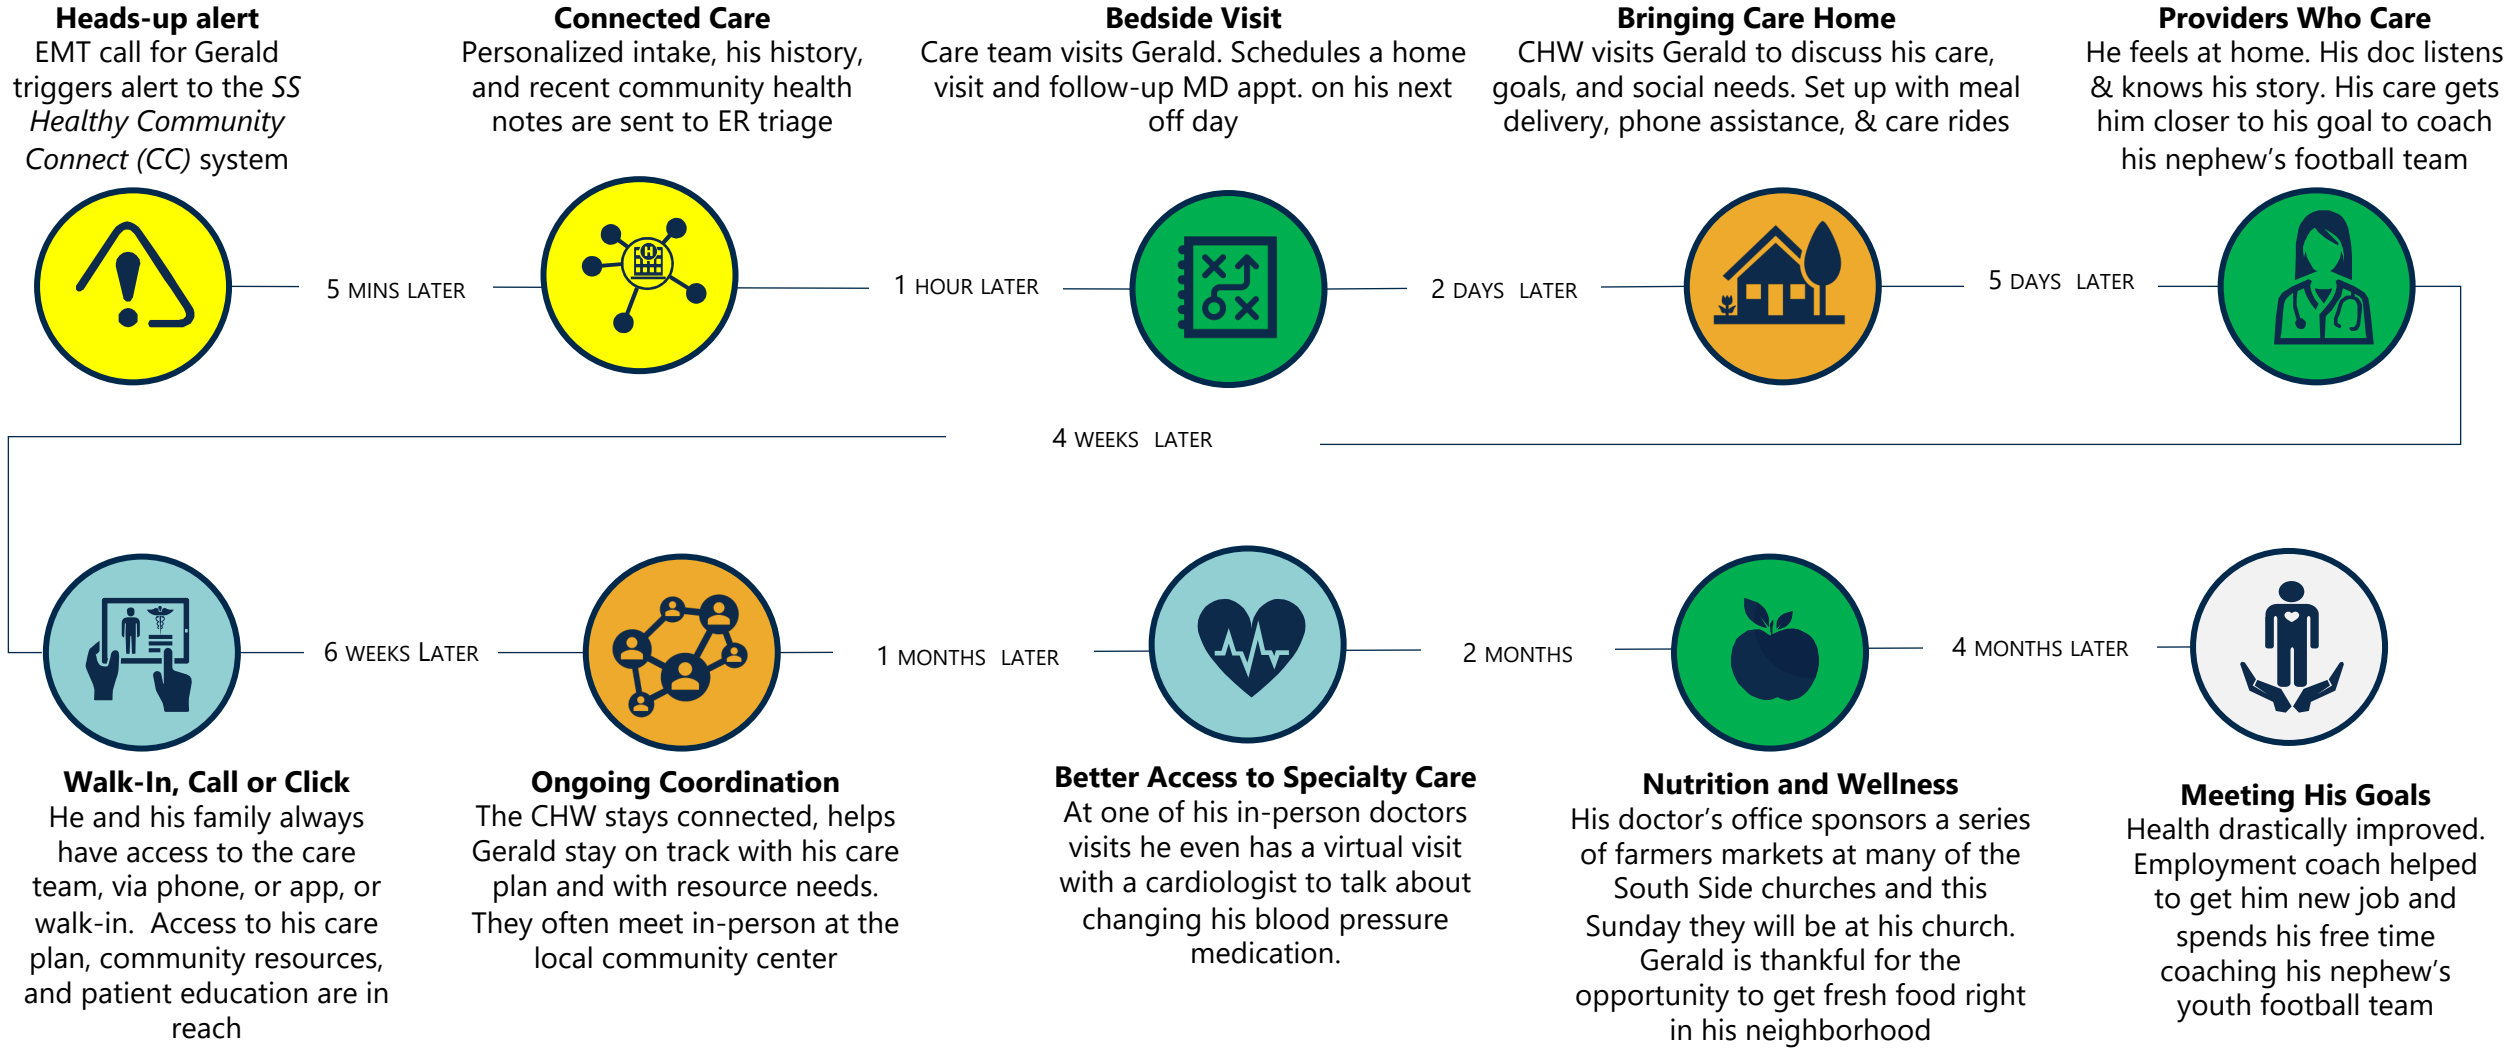 Heads-up alert
EMT call for Gerald
triggers alert to the SS
Healthy Community
Connect (CC) system
Connected Care
Personalized intake, his history,
and recent community health
notes are sent to ER triage
Bedside Visit
Care team visits Gerald. Schedules a home
visit and follow-up MD appt. on his next
off day
Bringing Care Home
CHW visits Gerald to discuss his care,
goals, and social needs. Set up with meal
delivery, phone assistance, & care rides
Providers Who Care
He feels at home. His doc listens
& knows his story. His care gets
him closer to his goal to coach
his nephew’s football team
5 MINS LATER
H
1 HOUR LATER
2 DAYS LATER
5 DAYS LATER
4 WEEKS LATER
6 WEEKS LATER
1 MONTHS LATER
2 MONTHS
4 MONTHS LATER
Walk-In, Call or Click
He and his family always
have access to the care
team, via phone, or app, or
walk-in. Access to his care
plan, community resources,
and patient education are in
reach
Ongoing Coordination
The CHW stays connected, helps
Gerald stay on track with his care
plan and with resource needs.
They often meet in-person at the
local community center
Better Access to Specialty Care
At one of his in-person doctors
visits he even has a virtual visit
with a cardiologist to talk about
changing his blood pressure
medication.
Nutrition and Wellness
His doctor’s office sponsors a series
of farmers markets at many of the
South Side churches and this
Sunday they will be at his church.
Gerald is thankful for the
opportunity to get fresh food right
in his neighborhood
Meeting His Goals
Health drastically improved.
Employment coach helped
to get him new job and
spends his free time
coaching his nephew’s
youth football team